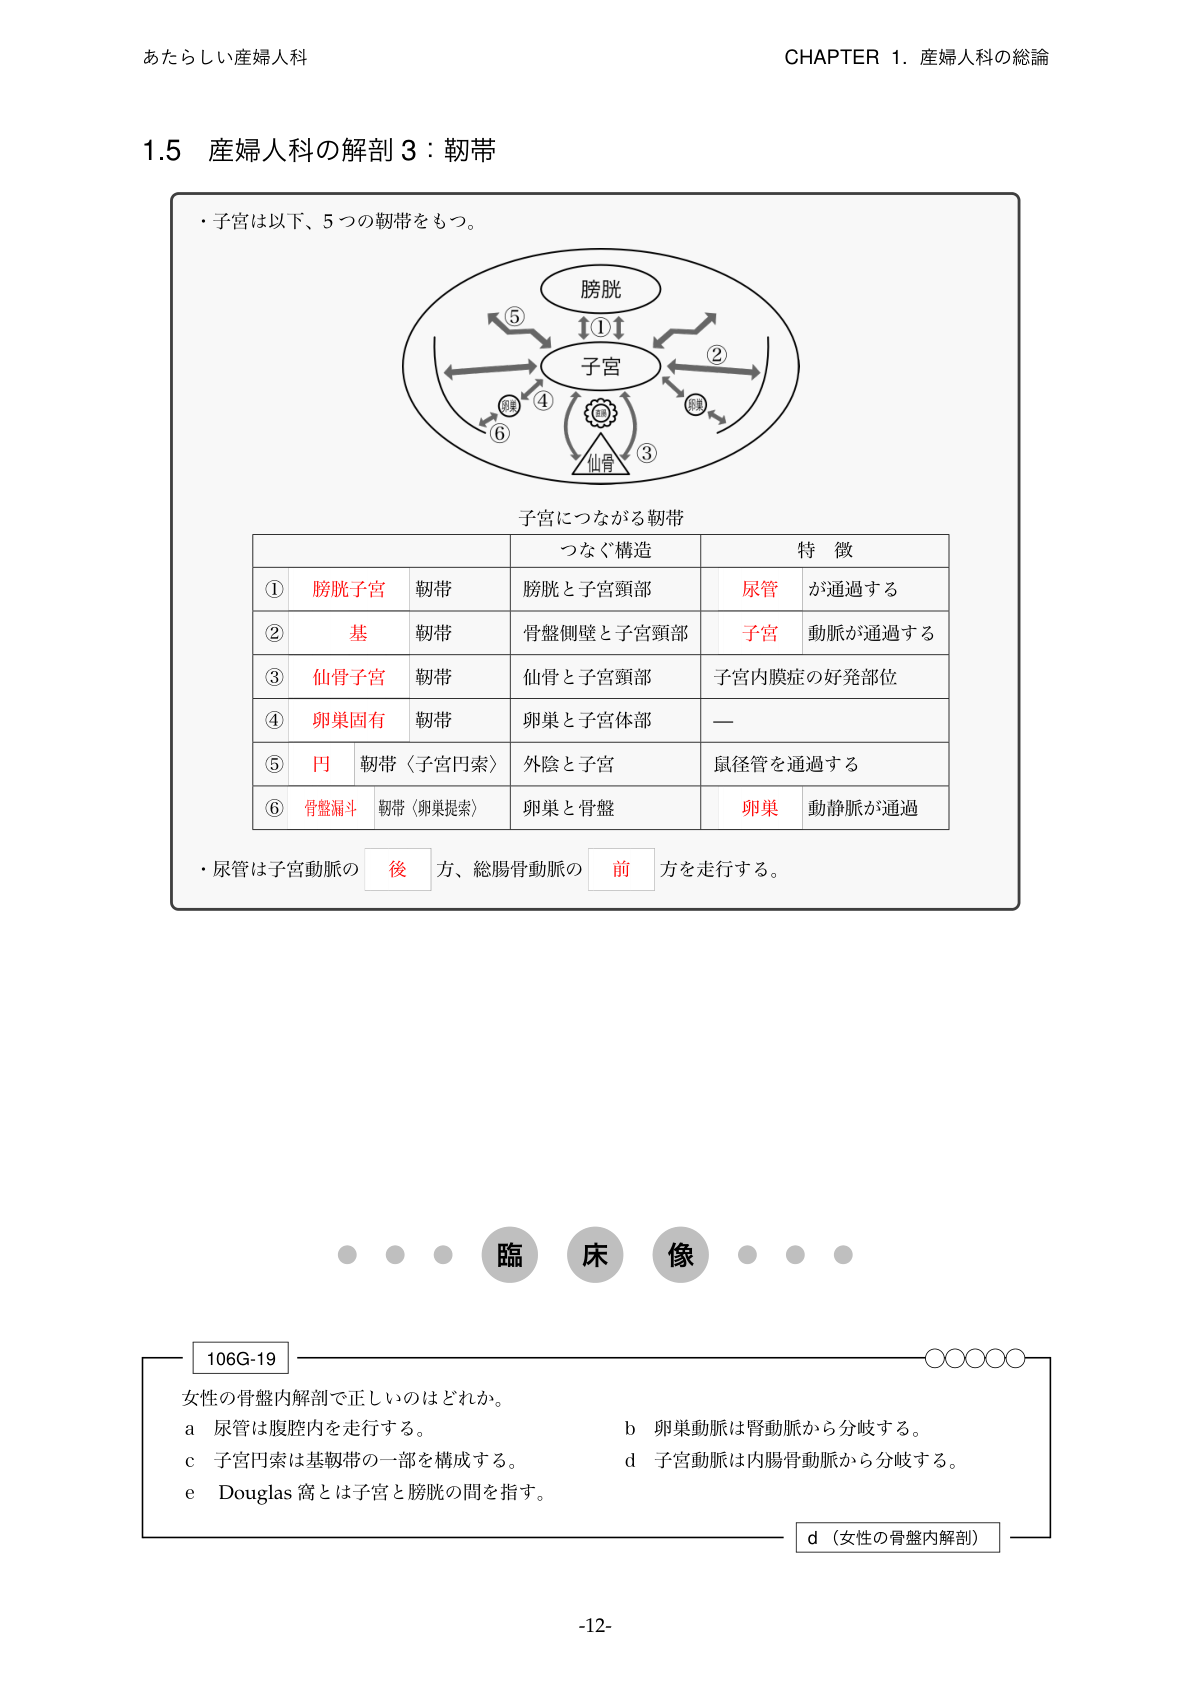 あたらしい産婦人科
CHAPTER 1. 産婦人科の総論
1.5 産婦人科の解剖 3：靭帯
・子宮は以下、5 つの靭帯をもつ。
膀胱
⑤ ①
子宮 ②
卵巣 ④ 直腸 卵巣
⑥ 仙骨 ③
子宮につながる靭帯
つなぐ構造 特　徴
① 膀胱子宮 靭帯 膀胱と子宮頸部 尿管 が通過する
② 基 靭帯 骨盤側壁と子宮頸部 子宮 動脈が通過する
③ 仙骨子宮 靭帯 仙骨と子宮頸部 子宮内膜症の好発部位
④ 卵巣固有 靭帯 卵巣と子宮体部 —
⑤ 円 靭帯〈子宮円索〉 外陰と子宮 鼠径管を通過する
⑥ 骨盤漏斗 靭帯〈卵巣提索〉 卵巣と骨盤 卵巣 動静脈が通過
・尿管は子宮動脈の 後 方、総腸骨動脈の 前 方を走行する。
臨 床 像
106G-19
女性の骨盤内解剖で正しいのはどれか。
a 尿管は腹腔内を走行する。 b 卵巣動脈は腎動脈から分岐する。
c 子宮円索は基靱帯の一部を構成する。 d 子宮動脈は内腸骨動脈から分岐する。
e Douglas 窩とは子宮と膀胱の間を指す。
d （女性の骨盤内解剖）
-12-